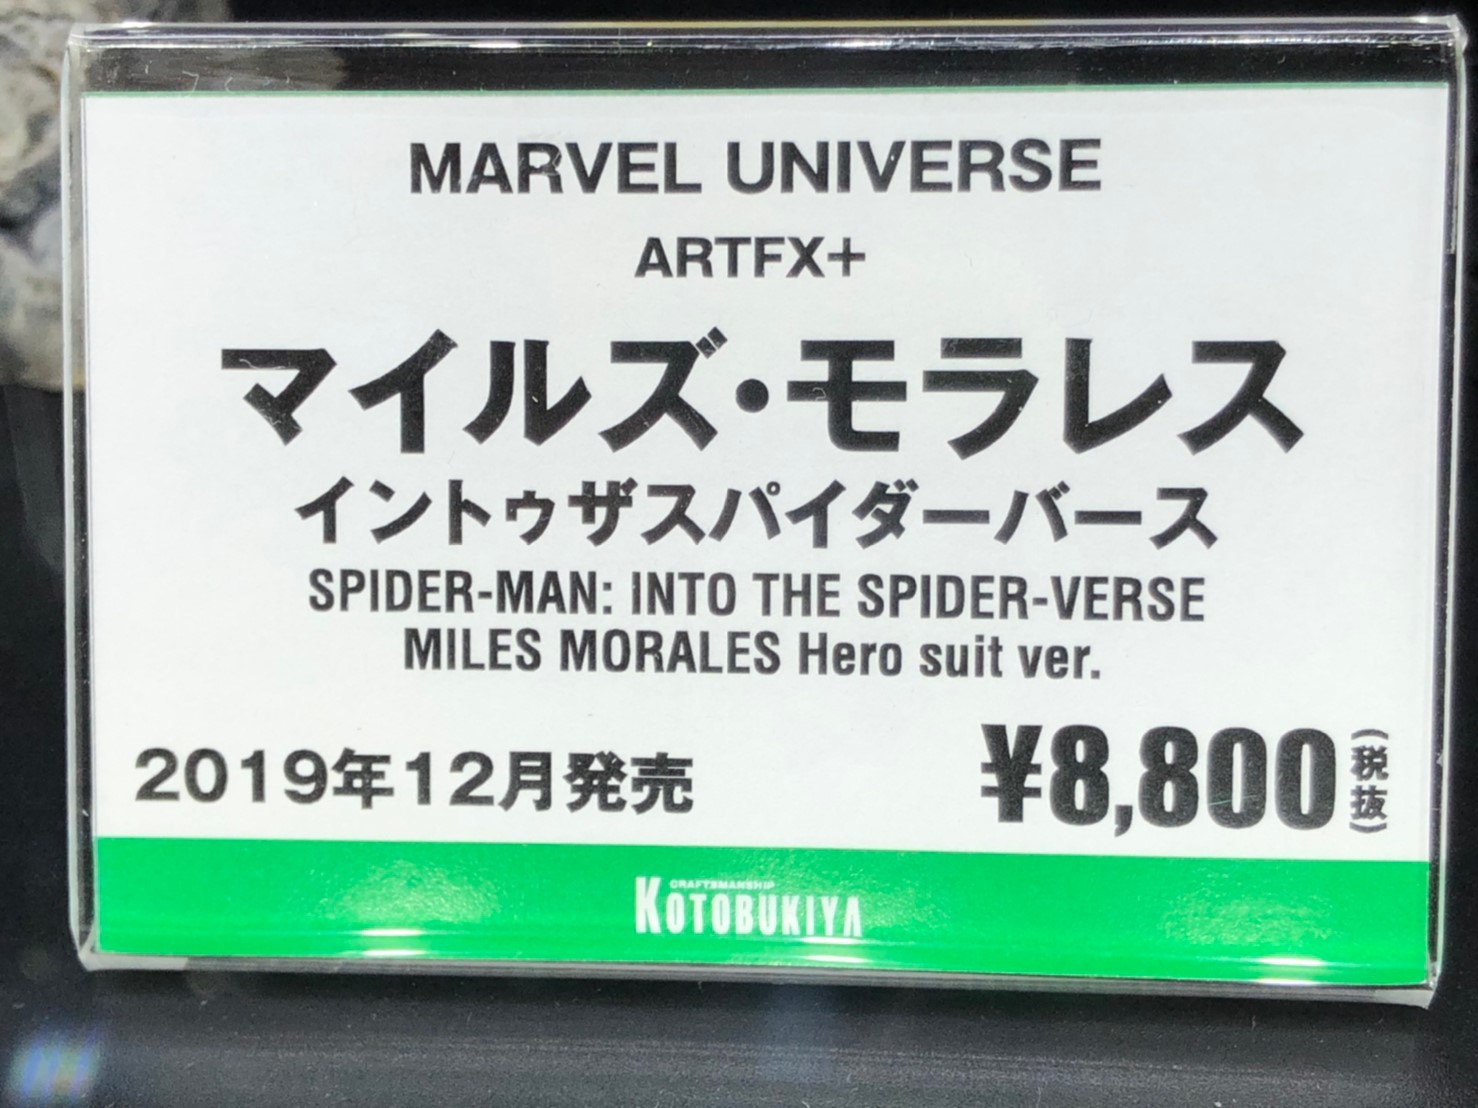 MARVEL UNIVERSE
ARTFX+
マイルズ・モラレス
イントゥザスパイダーバース
SPIDER-MAN: INTO THE SPIDER-VERSE
MILES MORALES Hero suit ver.
2019年12月発売
¥8,800(税抜)
CRAFTSMANSHIP
KOTOBUKIYA